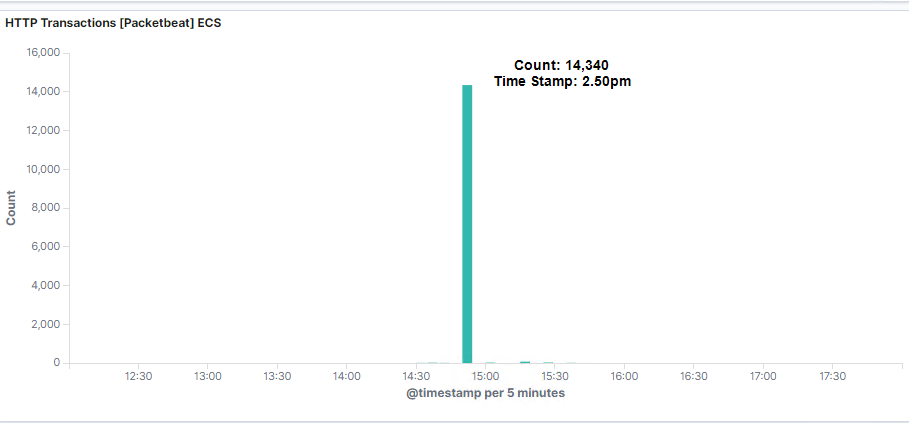 HTTP Transactions [Packetbeat] ECS
16,000
Count: 14,340
Time Stamp: 2.50pm
14,000
12,000
10,000
8,000
6,000
4,000
2,000
0
Count
12:30 13:00 13:30 14:00 14:30 15:00 15:30 16:00 16:30 17:00 17:30
@timestamp per 5 minutes